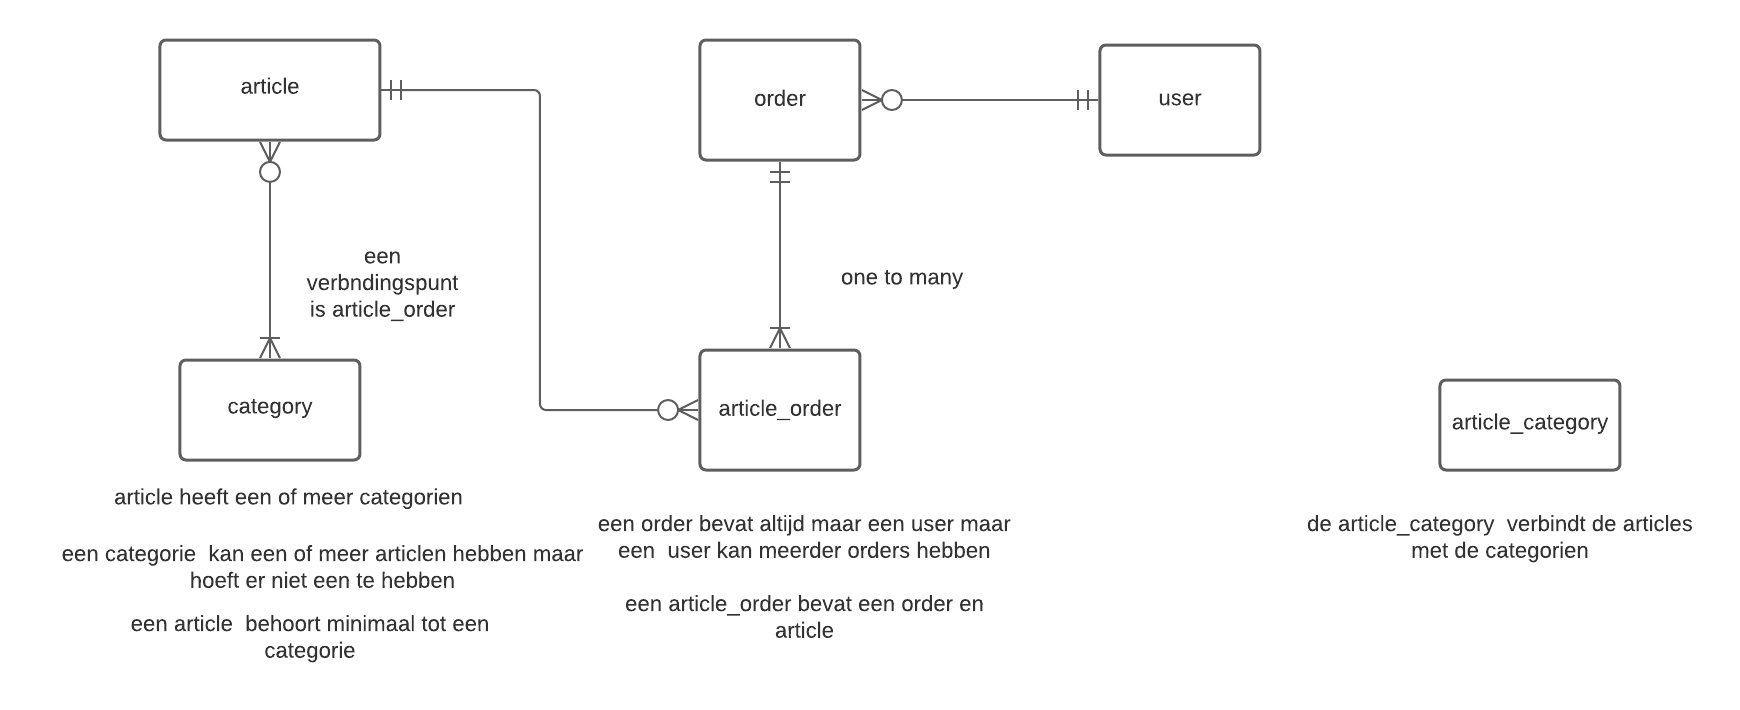 article
order
user
een
verbndingspunt
is article_order
one to many
category
article_order
article_category
article heeft een of meer categorien
een categorie  kan een of meer articlen hebben maar
hoeft er niet een te hebben
een article  behoort minimaal tot een
categorie
een order bevat altijd maar een user maar
een  user kan meerder orders hebben
een article_order bevat een order en
article
de article_category  verbindt de articles
met de categorien